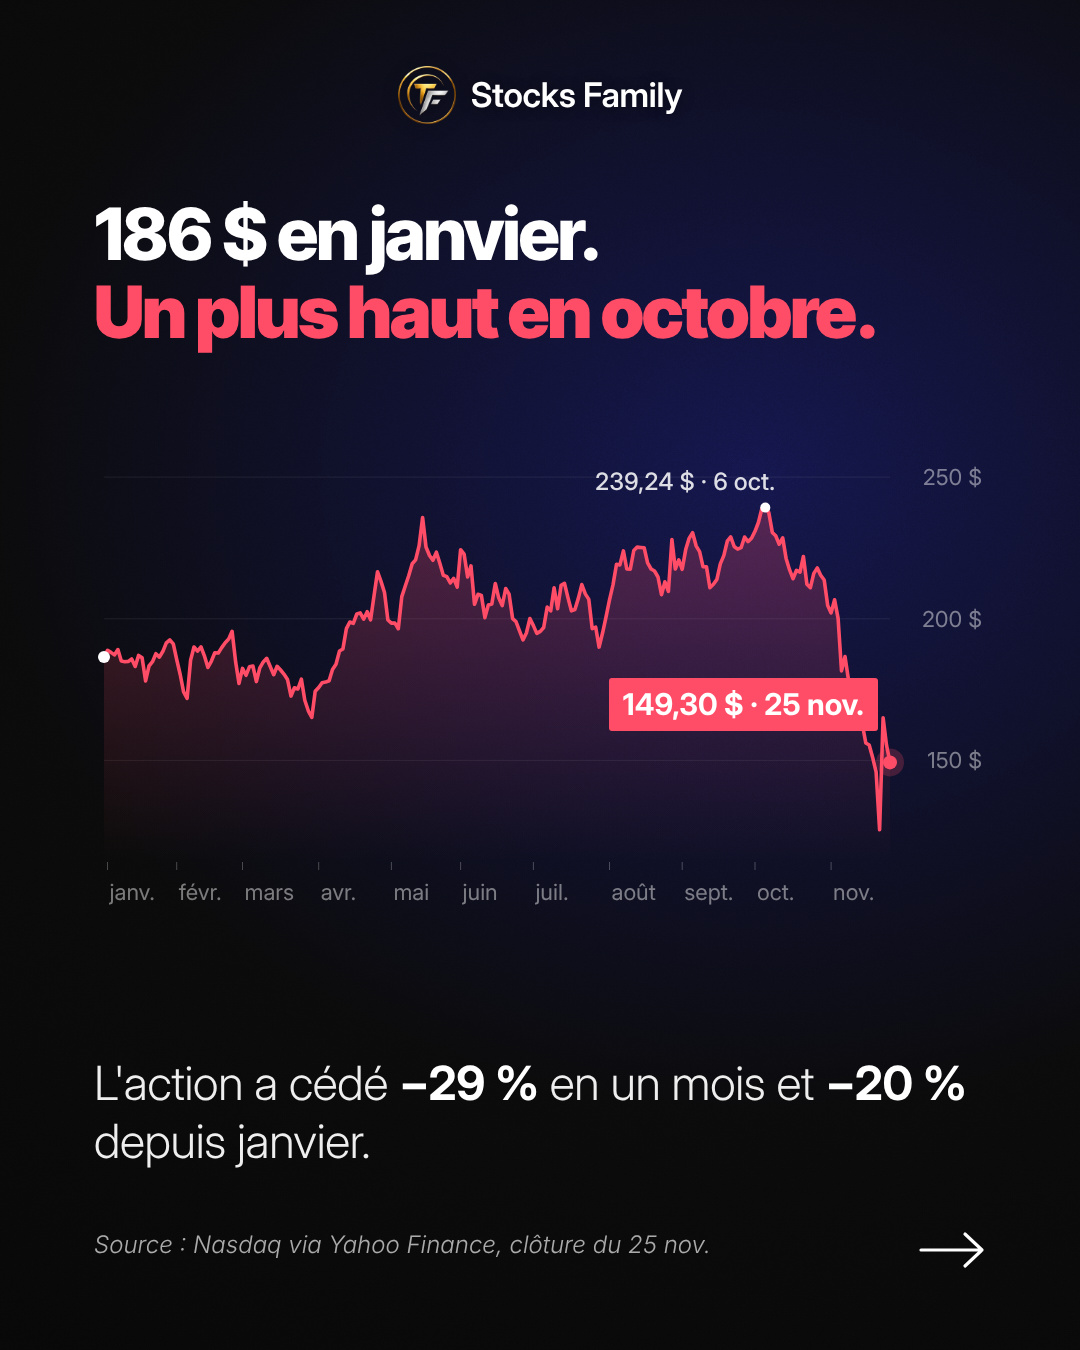 TF Stocks Family
186 $ en janvier.
Un plus haut en octobre.
239,24 $ · 6 oct.
250 $
200 $
149,30 $ · 25 nov.
150 $
janv. févr. mars avr. mai juin juil. août sept. oct. nov.
L'action a cédé −29 % en un mois et −20 %
depuis janvier.
Source : Nasdaq via Yahoo Finance, clôture du 25 nov.